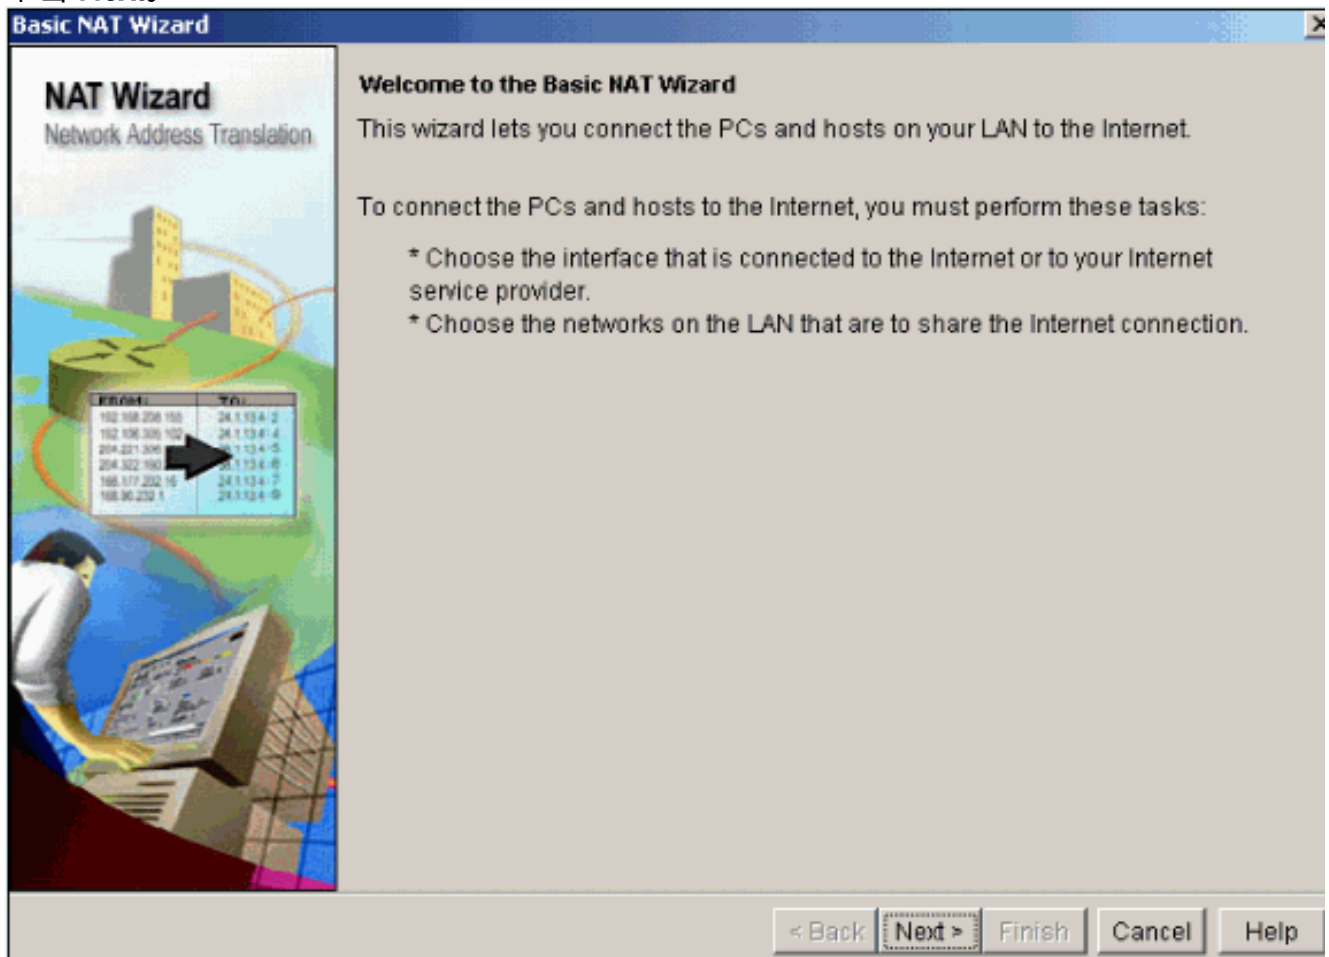 Basic NAT Wizard
NAT Wizard
Network Address Translation
Welcome to the Basic NAT Wizard
This wizard lets you connect the PCs and hosts on your LAN to the Internet.
To connect the PCs and hosts to the Internet, you must perform these tasks:
* Choose the interface that is connected to the Internet or to your Internet
service provider.
* Choose the networks on the LAN that are to share the Internet connection.
FROM: TO:
< Back Next > Finish Cancel Help